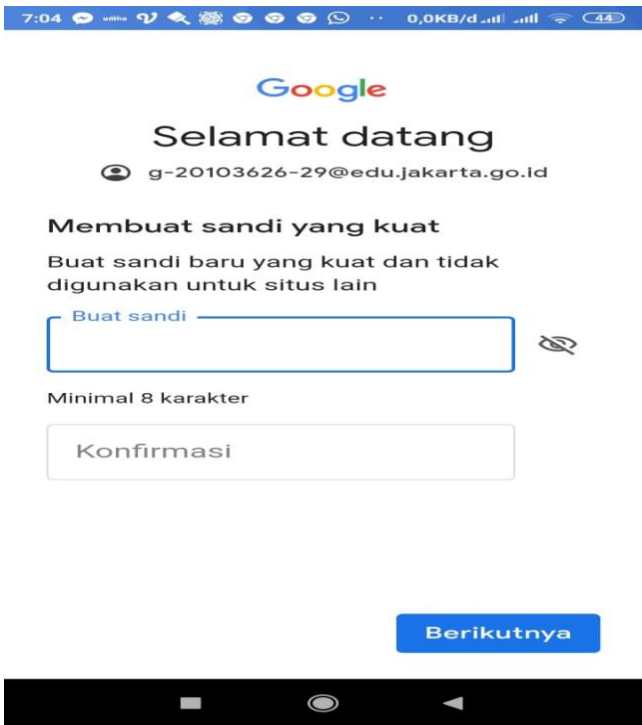 7:04 0,0KB/d 44
Google
Selamat datang
g-20103626-29@edu.jakarta.go.id
Membuat sandi yang kuat
Buat sandi baru yang kuat dan tidak
digunakan untuk situs lain
Buat sandi
Minimal 8 karakter
Konfirmasi
Berikutnya